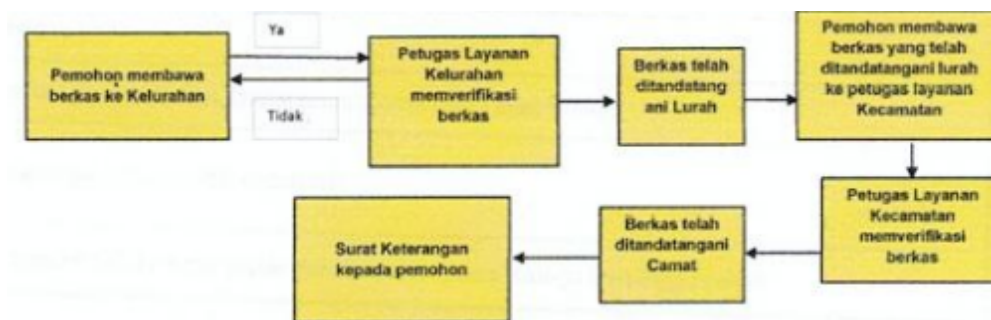 Ya
Pemohon membawa
berkas ke Kelurahan
Tidak
Petugas Layanan
Kelurahan
memverifikasi
berkas
Berkas telah
ditandatang
ani Lurah
Pemohon membawa
berkas yang telah
ditandatangani lurah
ke petugas layanan
Kecamatan
Petugas Layanan
Kecamatan
memverifikasi
berkas
Berkas telah
ditandatangani
Camat
Surat Keterangan
kepada pemohon